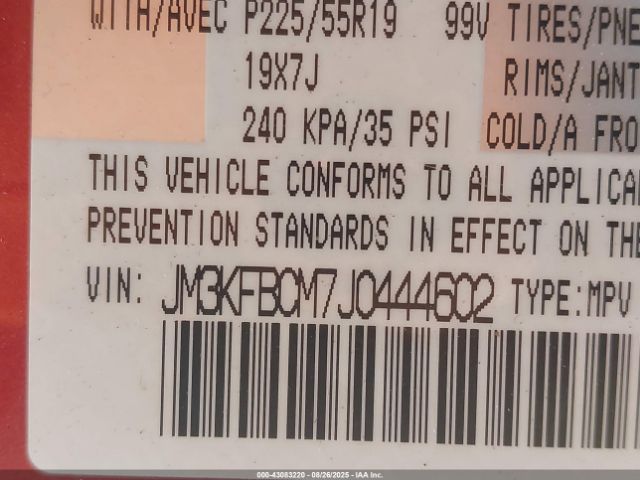 WITH/AVEC P225/55R19 99V TIRES/PNE
19X7J RIMS/JANT
240 KPA/35 PSI COLD/A FRO
THIS VEHICLE CONFORMS TO ALL APPLICA
PREVENTION STANDARDS IN EFFECT ON THE
VIN: JM3KFBCM7J0444602 TYPE:MPV
000-43083220 - 08/26/2025 - IAA Inc.